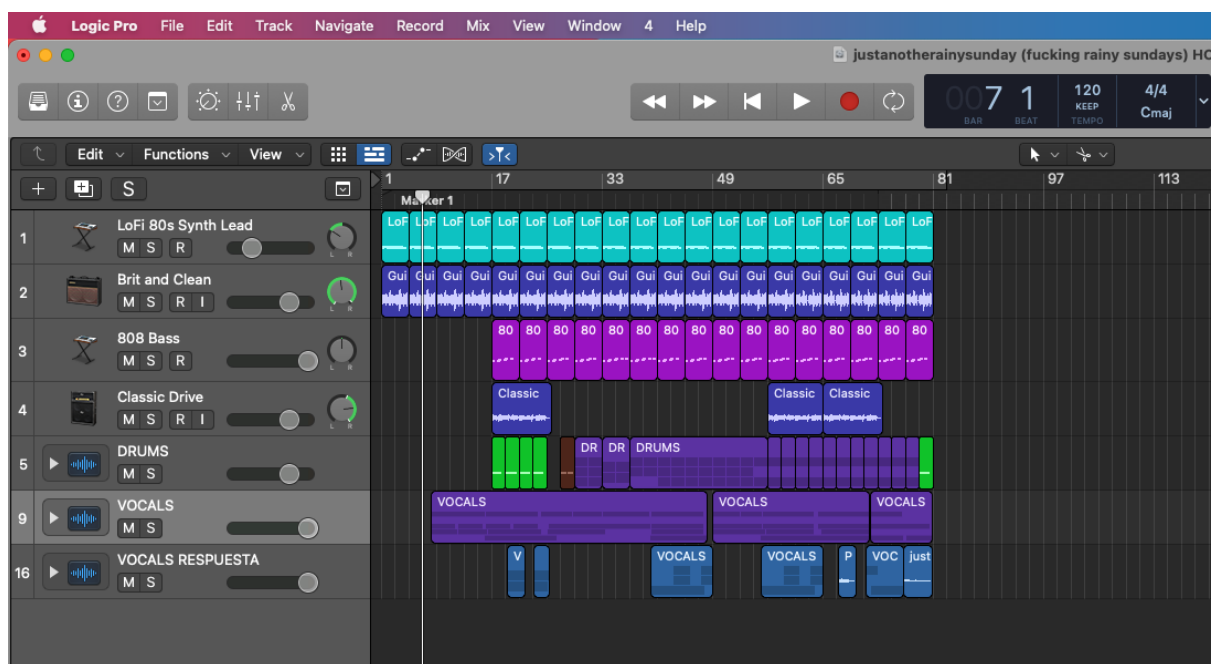 Logic Pro File Edit Track Navigate Record Mix View Window 4 Help
justanotherainysunday (fucking rainy sundays) HO
007 1 120 4/4
KEEP Cmaj
BAR BEAT TEMPO
Edit Functions View
S
1 17 33 49 65 81 97 113
1 LoFi 80s Synth Lead
M S R
L R
LoF LoF LoF LoF LoF LoF LoF LoF LoF LoF LoF LoF LoF LoF LoF LoF LoF LoF LoF LoF
2 Brit and Clean
M S R I
L R
Gui Gui Gui Gui Gui Gui Gui Gui Gui Gui Gui Gui Gui Gui Gui Gui Gui Gui Gui Gui
3 808 Bass
M S R
L R
80 80 80 80 80 80 80 80 80 80 80 80 80 80 80 80
4 Classic Drive
M S R I
L R
Classic Classic Classic
5 DRUMS
M S
DR DR DRUMS
9 VOCALS
M S
VOCALS VOCALS VOCALS
16 VOCALS RESPUESTA
M S
V VOCALS VOCALS P VOC just